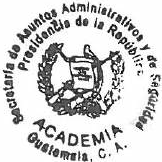 Secretaría de Asuntos Administrativos y de Seguridad
Presidencia de la República
ACADEMIA
Guatemala, C. A.